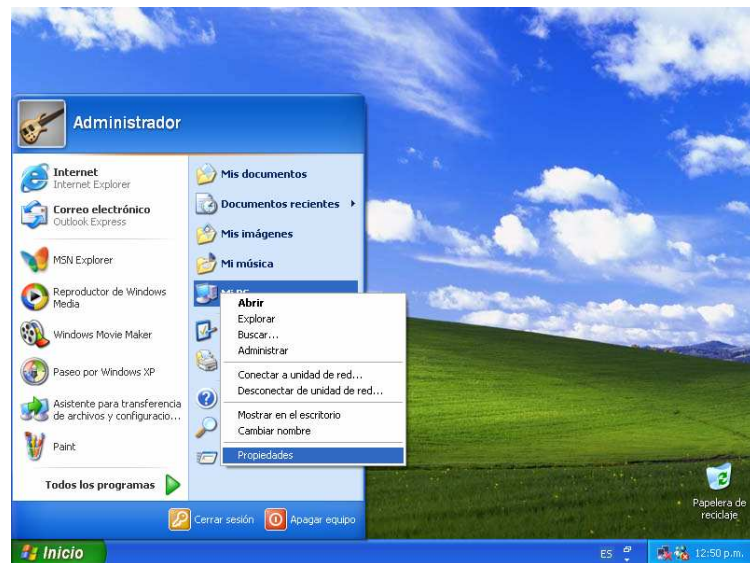 Administrador
Internet
Internet Explorer
Correo electrónico
Outlook Express
MSN Explorer
Reproductor de Windows
Media
Windows Movie Maker
Paseo por Windows XP
Asistente para transferencia
de archivos y configuracio...
Paint
Todos los programas
Mis documentos
Documentos recientes
Mis imágenes
Mi música
Mi PC
Abrir
Explorar
Buscar...
Administrar
Conectar a unidad de red...
Desconectar de unidad de red...
Mostrar en el escritorio
Cambiar nombre
Propiedades
Cerrar sesión
Apagar equipo
Papelera de
reciclaje
Inicio
ES
12:50 p.m.